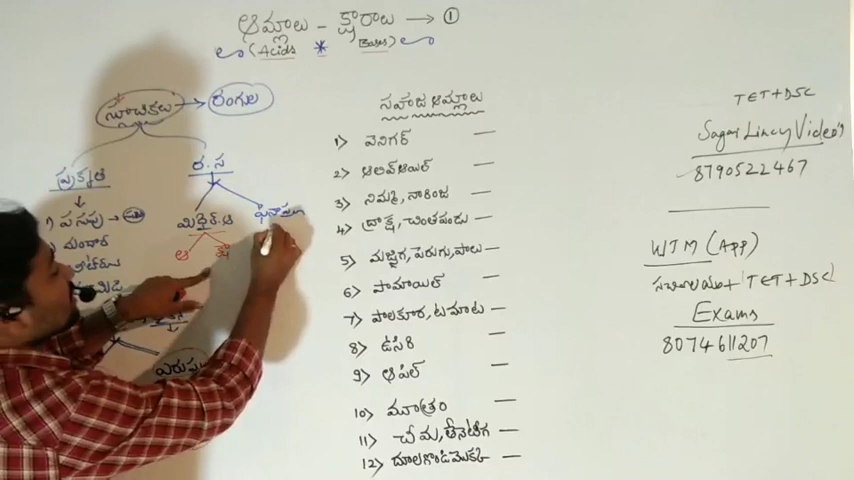 ఆమ్లాలు - క్షారాలు → ①
(Acids * Bases)
సూచికలు → రంగులు
ప్రకృతి
ర.స
1) పసుపు →
మందార
మిథైల్.ఆ
ఆ
క్షా
సహజ ఆమ్లాలు
1) వెనిగర్ —
2) ఆలివ్ ఆయిల్ —
3) నిమ్మ, నారింజ —
4) ద్రాక్ష, చింతపండు —
5) మజ్జిగ, పెరుగు, పాలు —
6) పామాయిల్ —
7) పాలకూర, టమాట —
8) ఉసిరి —
9) ఆపిల్ —
10) మూత్రం —
11) చీమ, తేనెటీగ —
12) దూలగొండి మొక్క —
TET+DSC
Sagar Lincy Video's
8790522467
WTM (App)
సచివాలయం + TET+DSC
Exams
8074611207